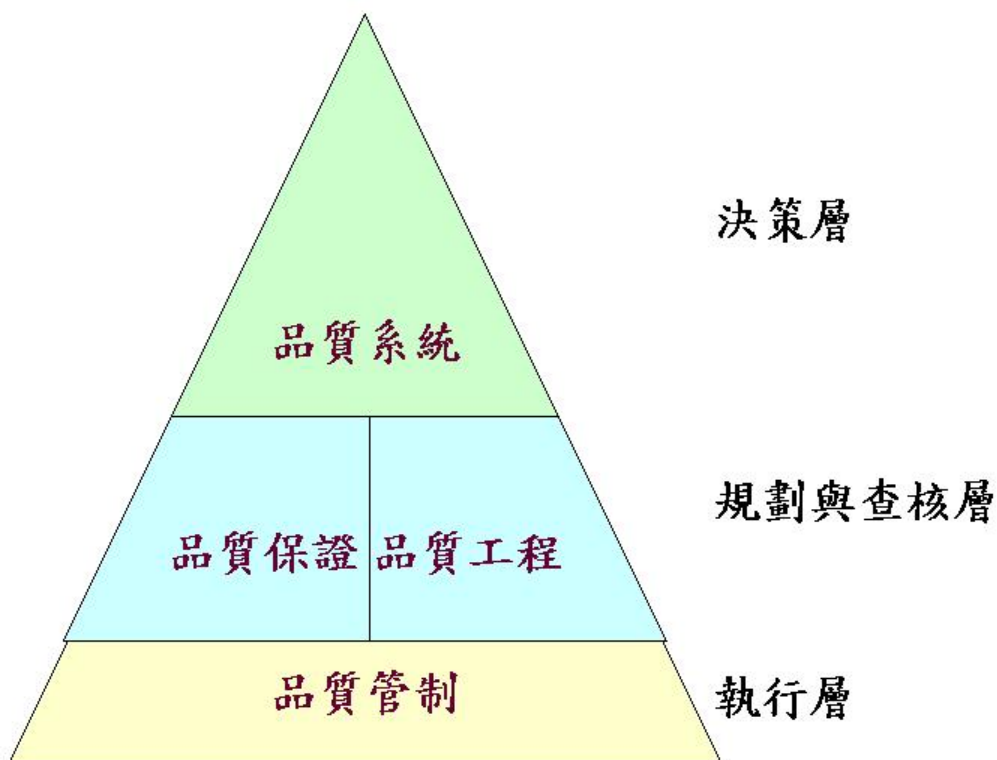 決策層
品質系統
規劃與查核層
品質保證 品質工程
品質管制
執行層